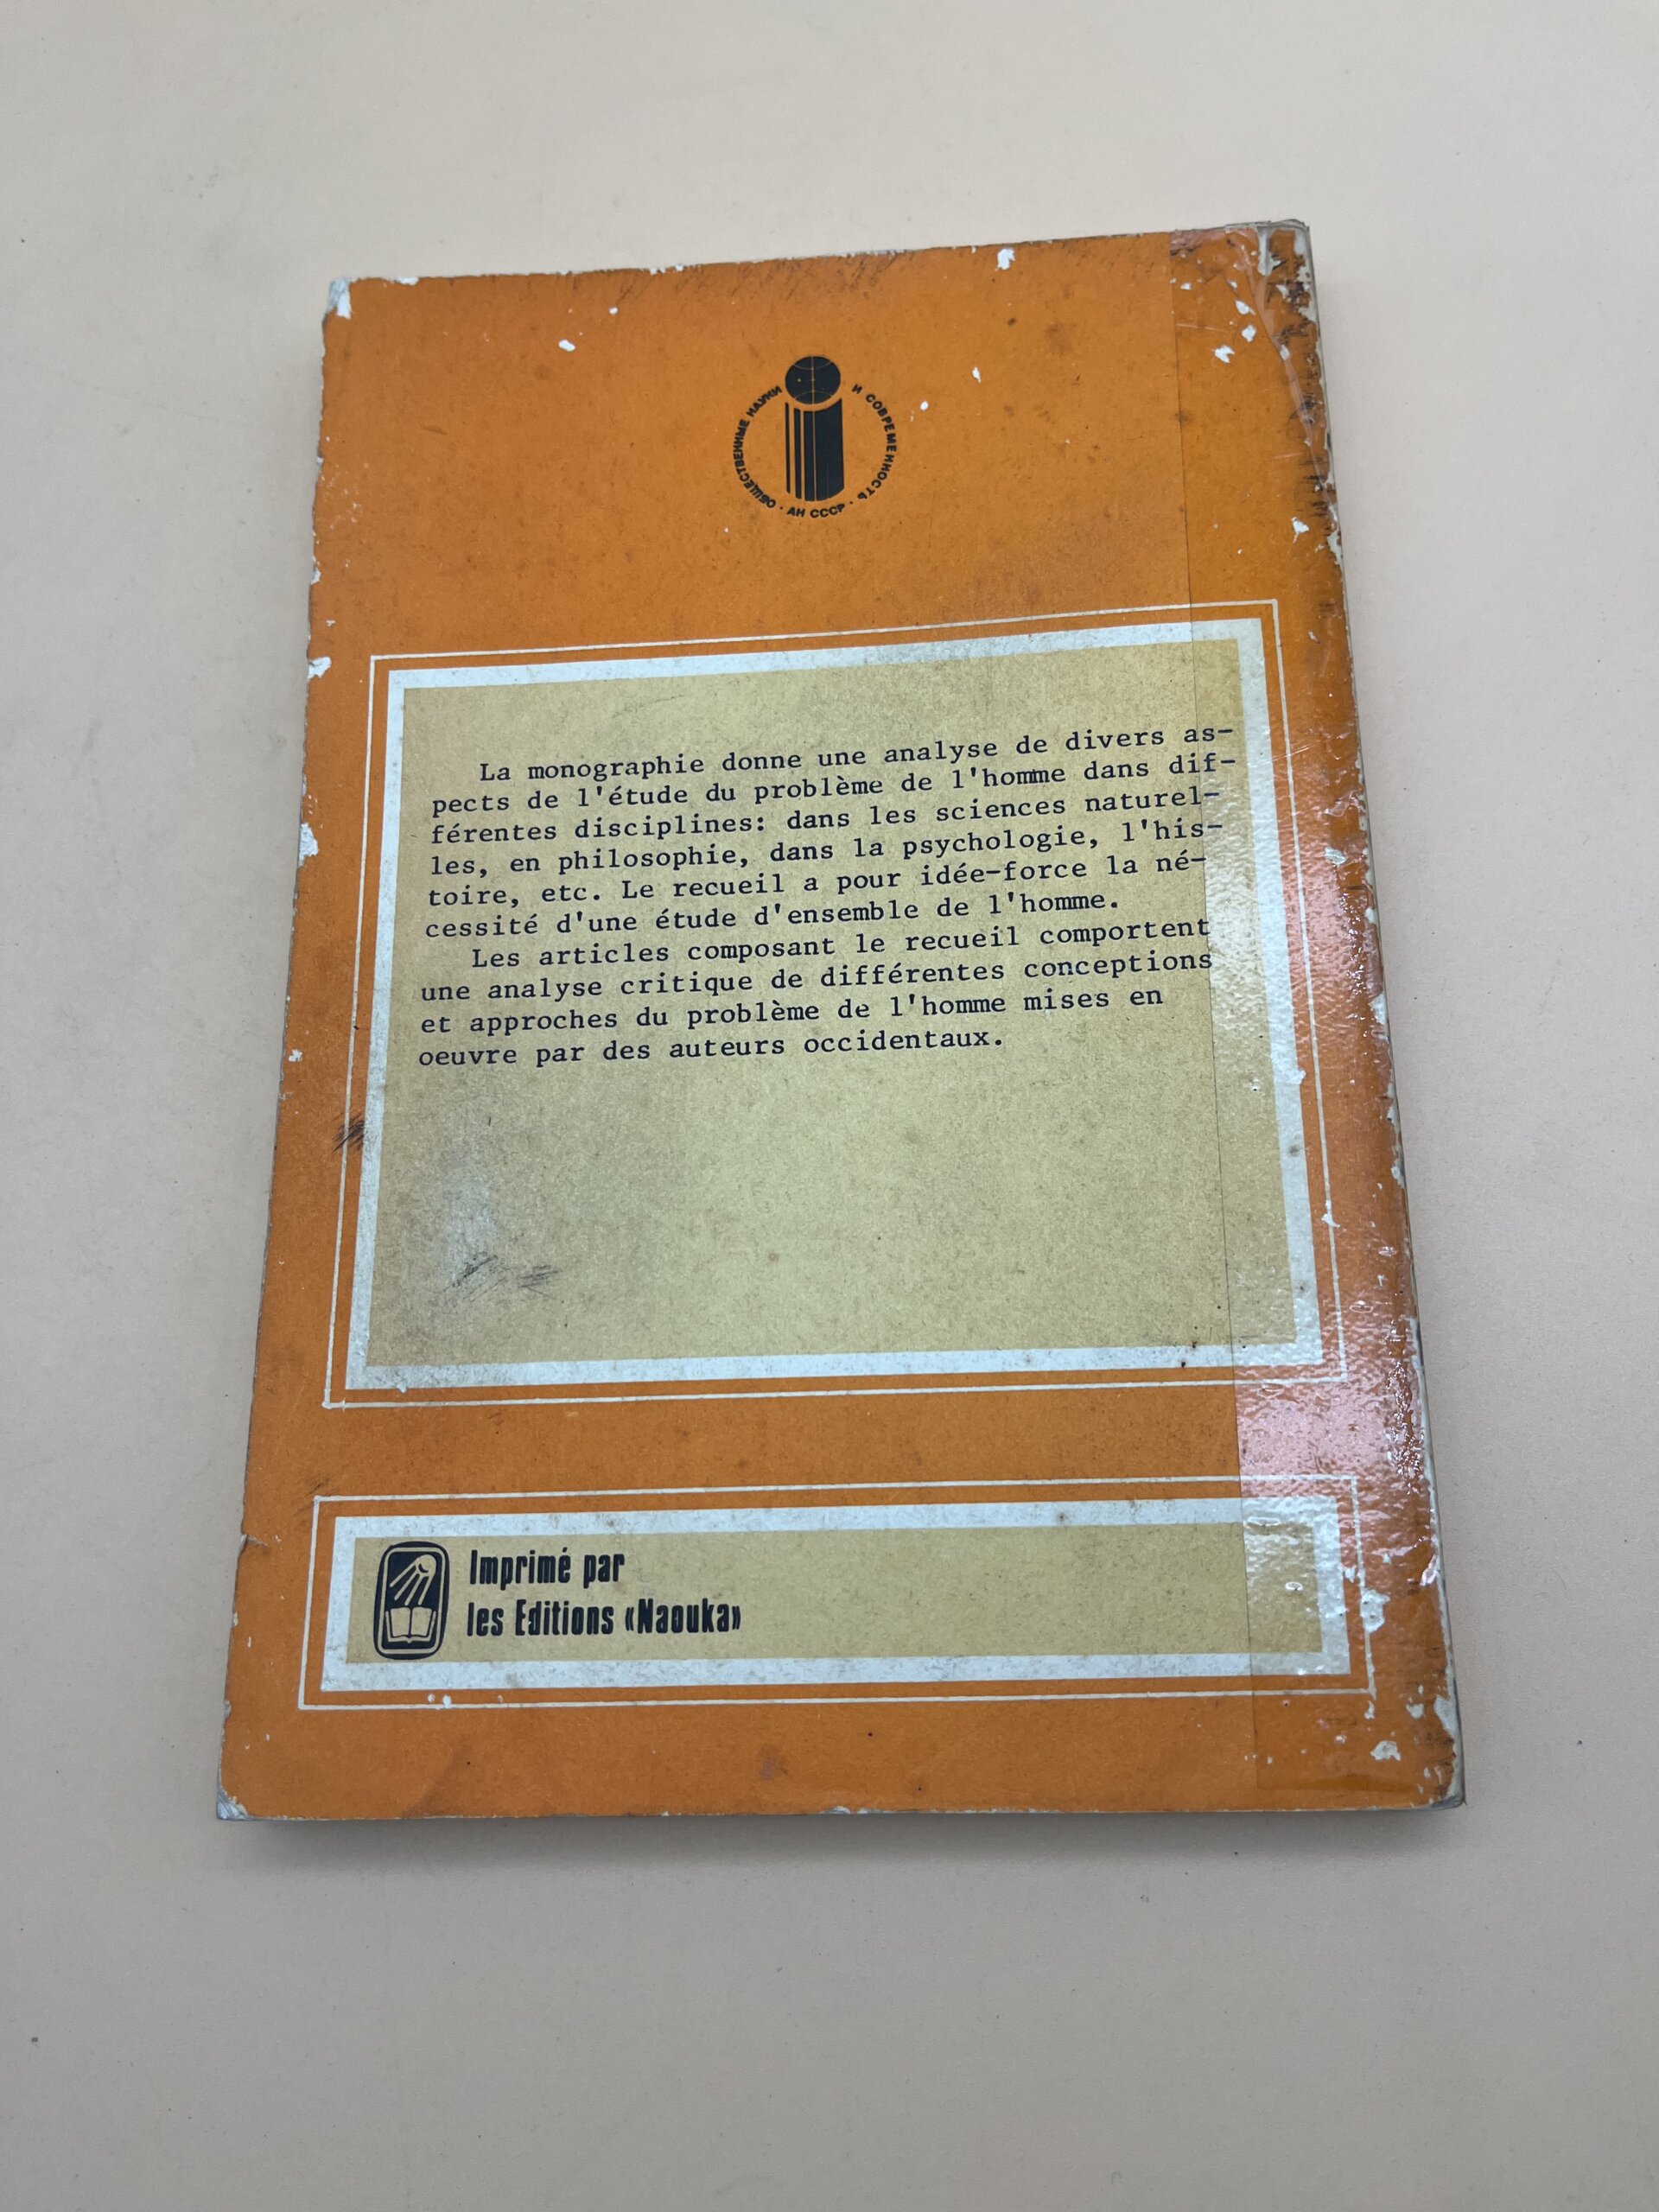 ОБЩЕСТВЕННЫЕ НАУКИ И СОВРЕМЕННОСТЬ · АН СССР ·
La monographie donne une analyse de divers as-
pects de l'étude du problème de l'homme dans dif-
férentes disciplines: dans les sciences naturel-
les, en philosophie, dans la psychologie, l'his-
toire, etc. Le recueil a pour idée-force la né-
cessité d'une étude d'ensemble de l'homme.
Les articles composant le recueil comportent
une analyse critique de différentes conceptions
et approches du problème de l'homme mises en
oeuvre par des auteurs occidentaux.
Imprimé par
les Editions «Naouka»